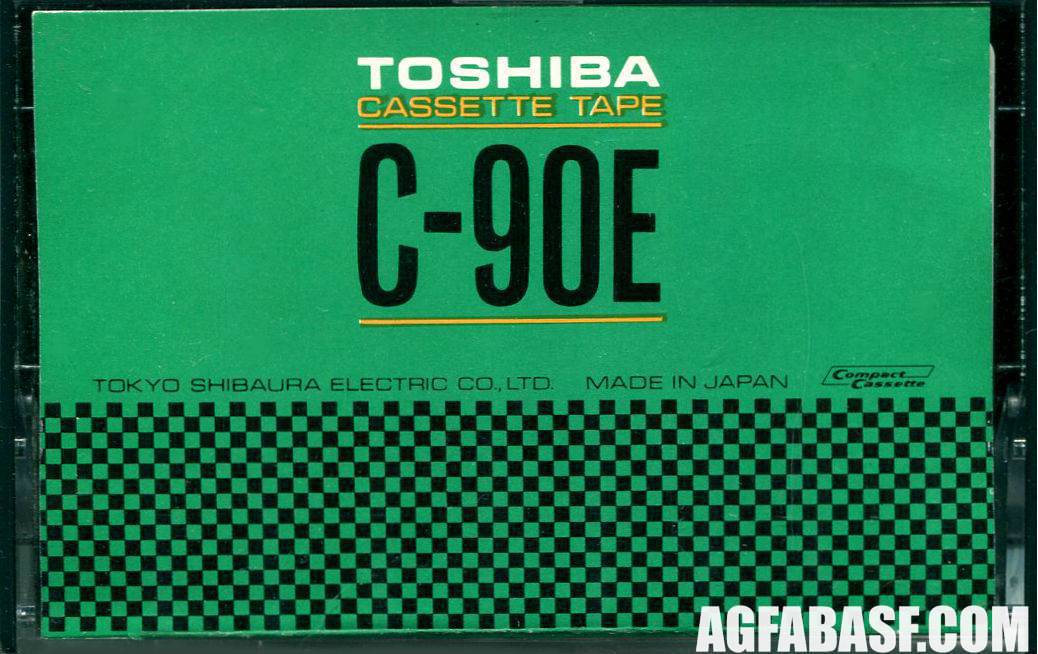 TOSHIBA
CASSETTE TAPE
C-90E
TOKYO SHIBAURA ELECTRIC CO., LTD. MADE IN JAPAN
Compact
Cassette
AGFABASF.COM